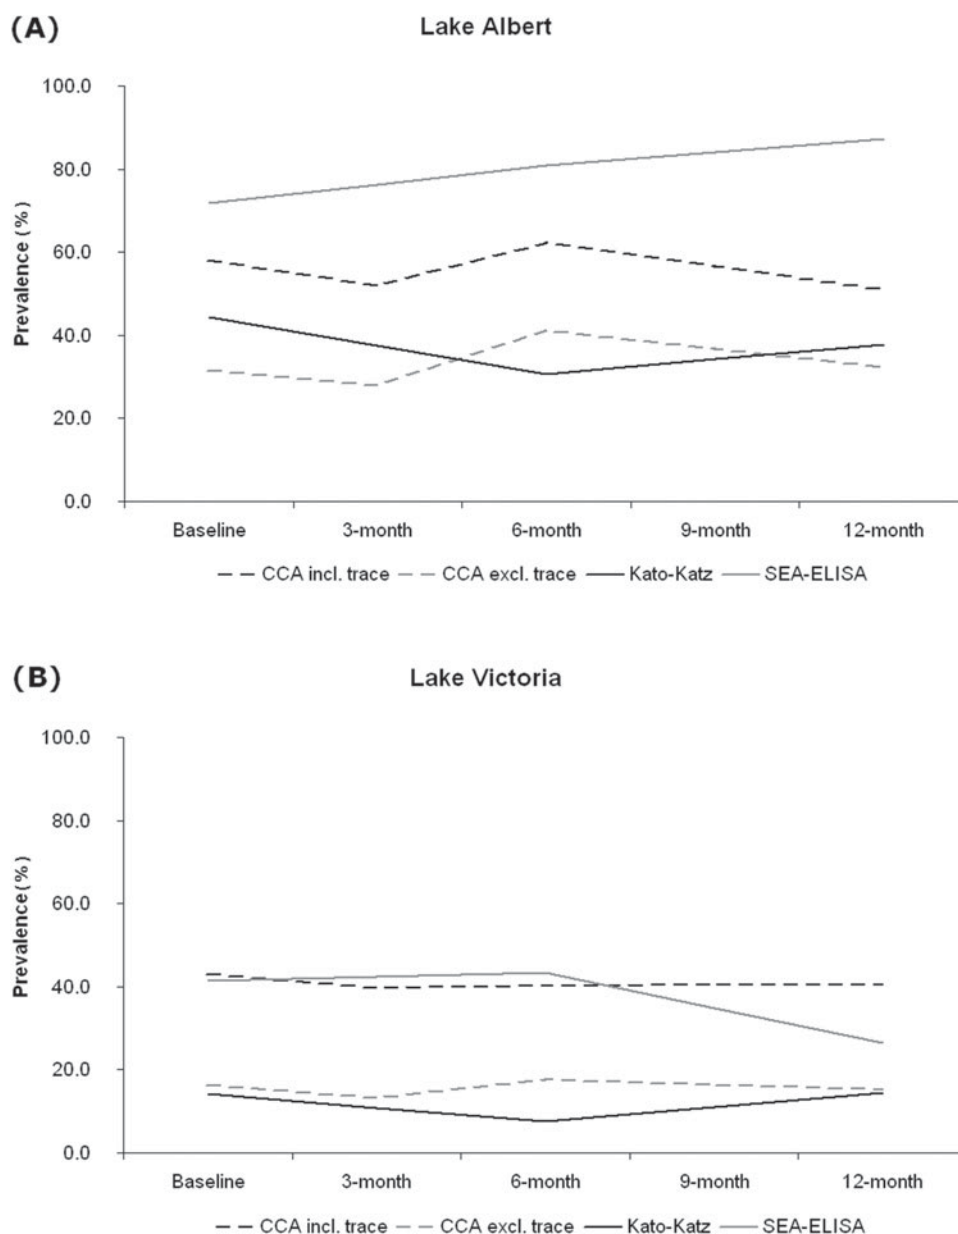 (A)
Lake Albert
100.0
80.0
60.0
40.0
20.0
0.0
Prevalence (%)
Baseline 3-month 6-month 9-month 12-month
CCA incl. trace CCA excl. trace Kato-Katz SEA-ELISA
(B)
Lake Victoria
100.0
80.0
60.0
40.0
20.0
0.0
Prevalence (%)
Baseline 3-month 6-month 9-month 12-month
CCA incl. trace CCA excl. trace Kato-Katz SEA-ELISA